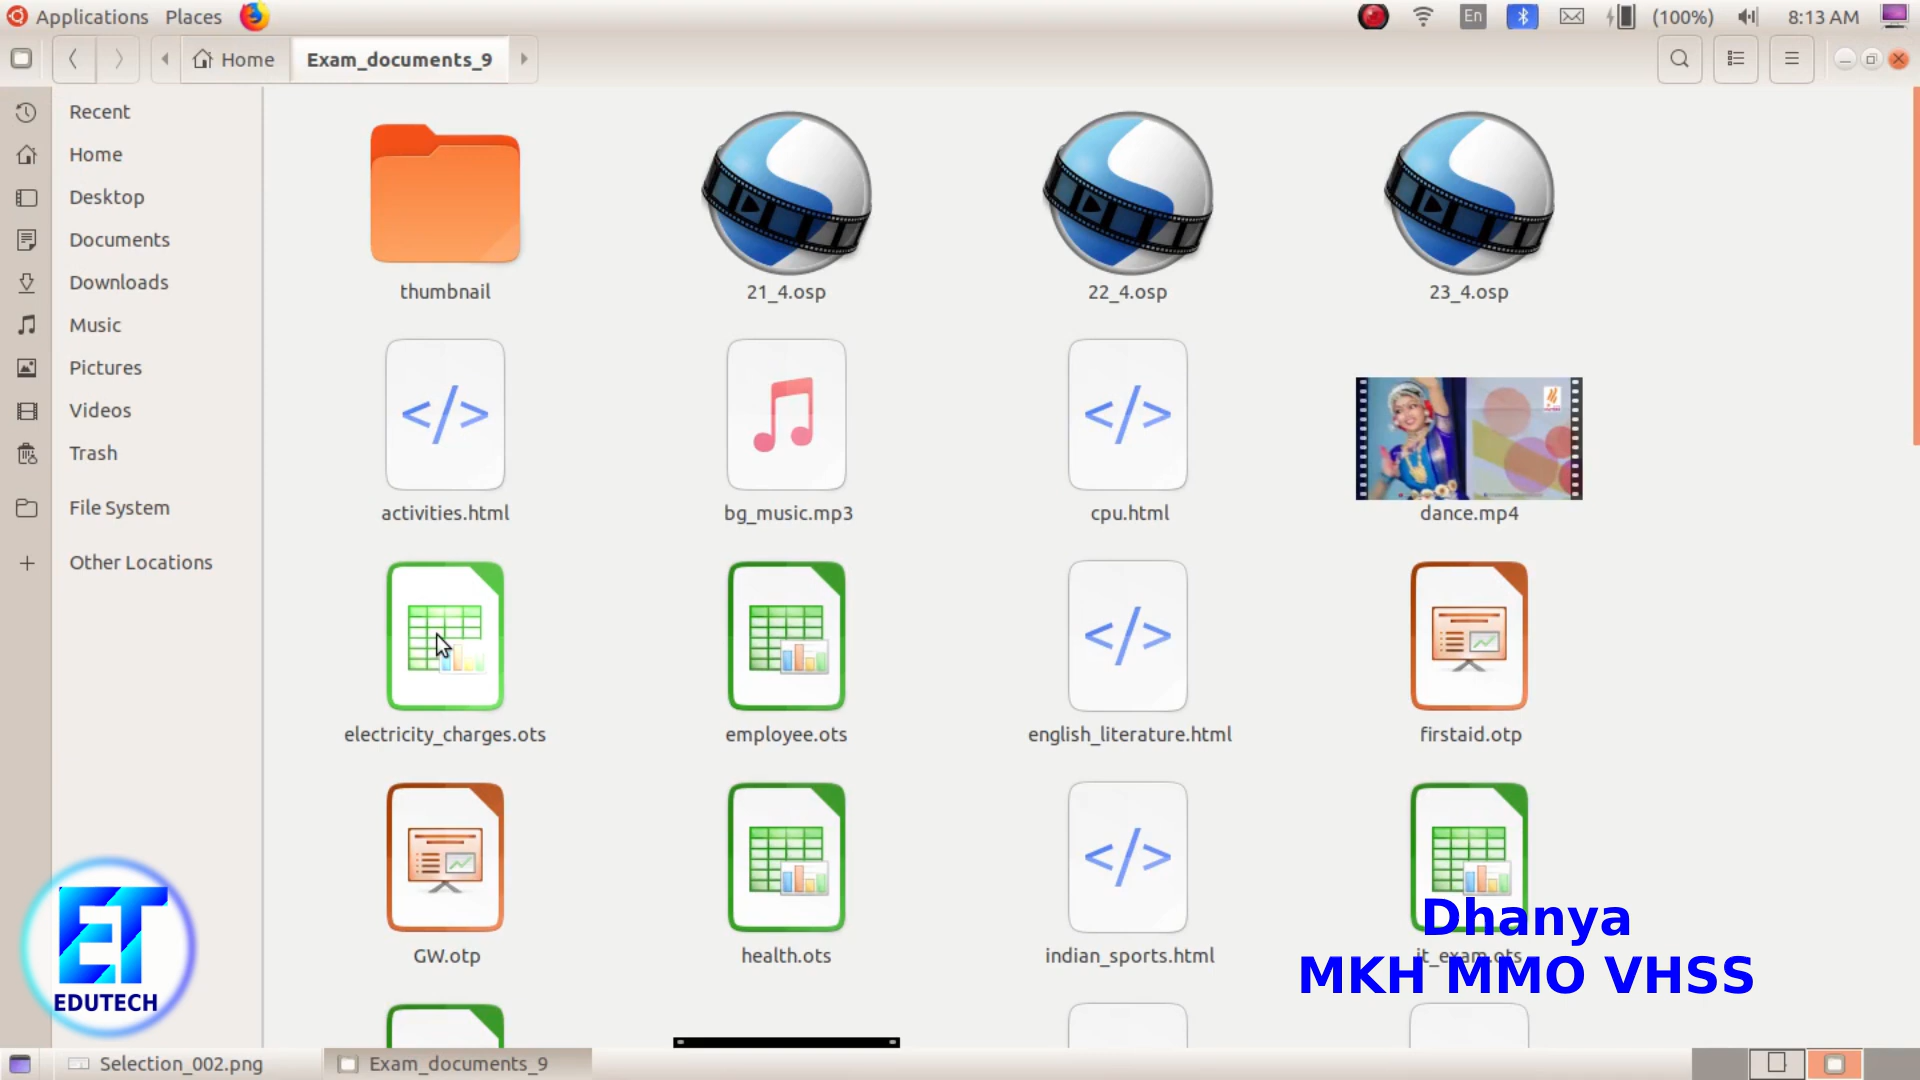 Applications Places En (100%) 8:13 AM
Home Exam_documents_9
Recent
Home
Desktop
Documents
Downloads
Music
Pictures
Videos
Trash
File System
Other Locations
thumbnail 21_4.osp 22_4.osp 23_4.osp
activities.html bg_music.mp3 cpu.html dance.mp4
electricity_charges.ots employee.ots english_literature.html firstaid.otp
GW.otp health.ots indian_sports.html it_exam.ots
Dhanya
MKH MMO VHSS
ET
EDUTECH
Selection_002.png Exam_documents_9